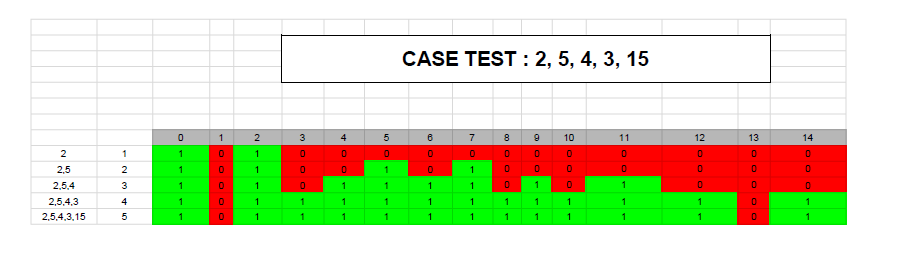 CASE TEST : 2, 5, 4, 3, 15
0 1 2 3 4 5 6 7 8 9 10 11 12 13 14
2 1 1 0 1 0 0 0 0 0 0 0 0 0 0 0 0
2,5 2 1 0 1 0 0 1 0 1 0 0 0 0 0 0 0
2,5,4 3 1 0 1 0 1 1 1 1 0 1 0 1 0 0 0
2,5,4,3 4 1 0 1 1 1 1 1 1 1 1 1 1 1 0 1
2,5,4,3,15 5 1 0 1 1 1 1 1 1 1 1 1 1 1 0 1